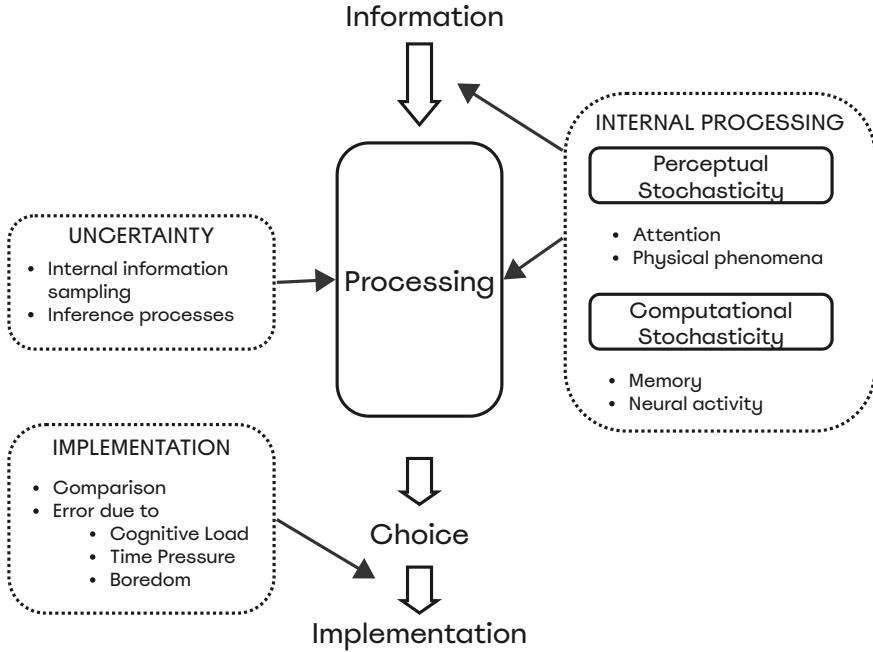 Information
INTERNAL PROCESSING
Perceptual
Stochasticity
• Attention
• Physical phenomena
Computational
Stochasticity
• Memory
• Neural activity
UNCERTAINTY
• Internal information
sampling
• Inference processes
Processing
IMPLEMENTATION
• Comparison
• Error due to
• Cognitive Load
• Time Pressure
• Boredom
Choice
Implementation